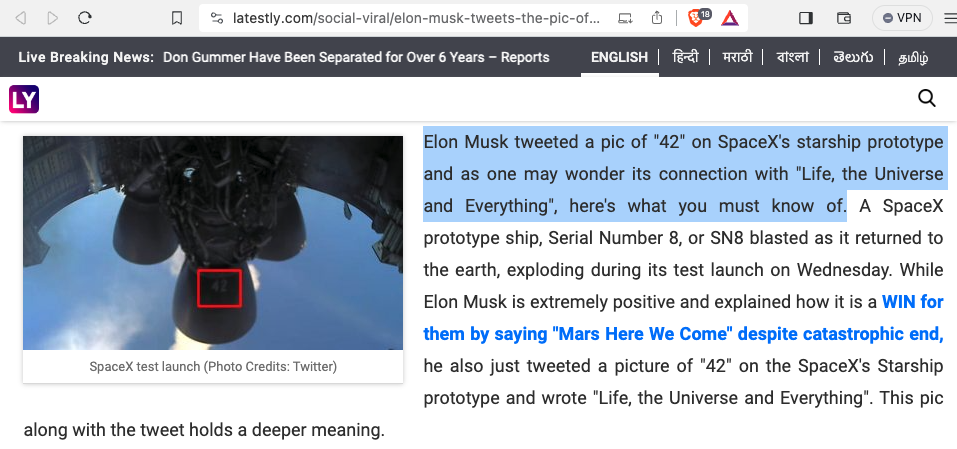 latestly.com/social-viral/elon-musk-tweets-the-pic-of...
18
VPN
Live Breaking News: Don Gummer Have Been Separated for Over 6 Years – Reports
ENGLISH
हिन्दी
मराठी
বাংলা
తెలుగు
தமிழ்
LY
42
SpaceX test launch (Photo Credits: Twitter)
Elon Musk tweeted a pic of "42" on SpaceX's starship prototype
and as one may wonder its connection with "Life, the Universe
and Everything", here's what you must know of. A SpaceX
prototype ship, Serial Number 8, or SN8 blasted as it returned to
the earth, exploding during its test launch on Wednesday. While
Elon Musk is extremely positive and explained how it is a WIN for
them by saying "Mars Here We Come" despite catastrophic end,
he also just tweeted a picture of "42" on the SpaceX's Starship
prototype and wrote "Life, the Universe and Everything". This pic
along with the tweet holds a deeper meaning.